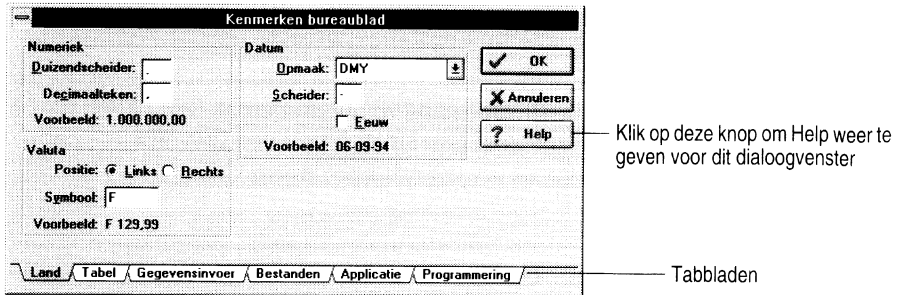 Kenmerken bureaublad
Numeriek
Duizendscheider: .
Decimaalteken: ,
Voorbeeld: 1.000.000,00
Valuta
Positie: Links Rechts
Symbool: F
Voorbeeld: F 129,99
Datum
Opmaak: DMY
Scheider: -
Eeuw
Voorbeeld: 06-09-94
OK
Annuleren
? Help
Klik op deze knop om Help weer te
geven voor dit dialoogvenster
Land Tabel Gegevensinvoer Bestanden Applicatie Programmering
Tabbladen